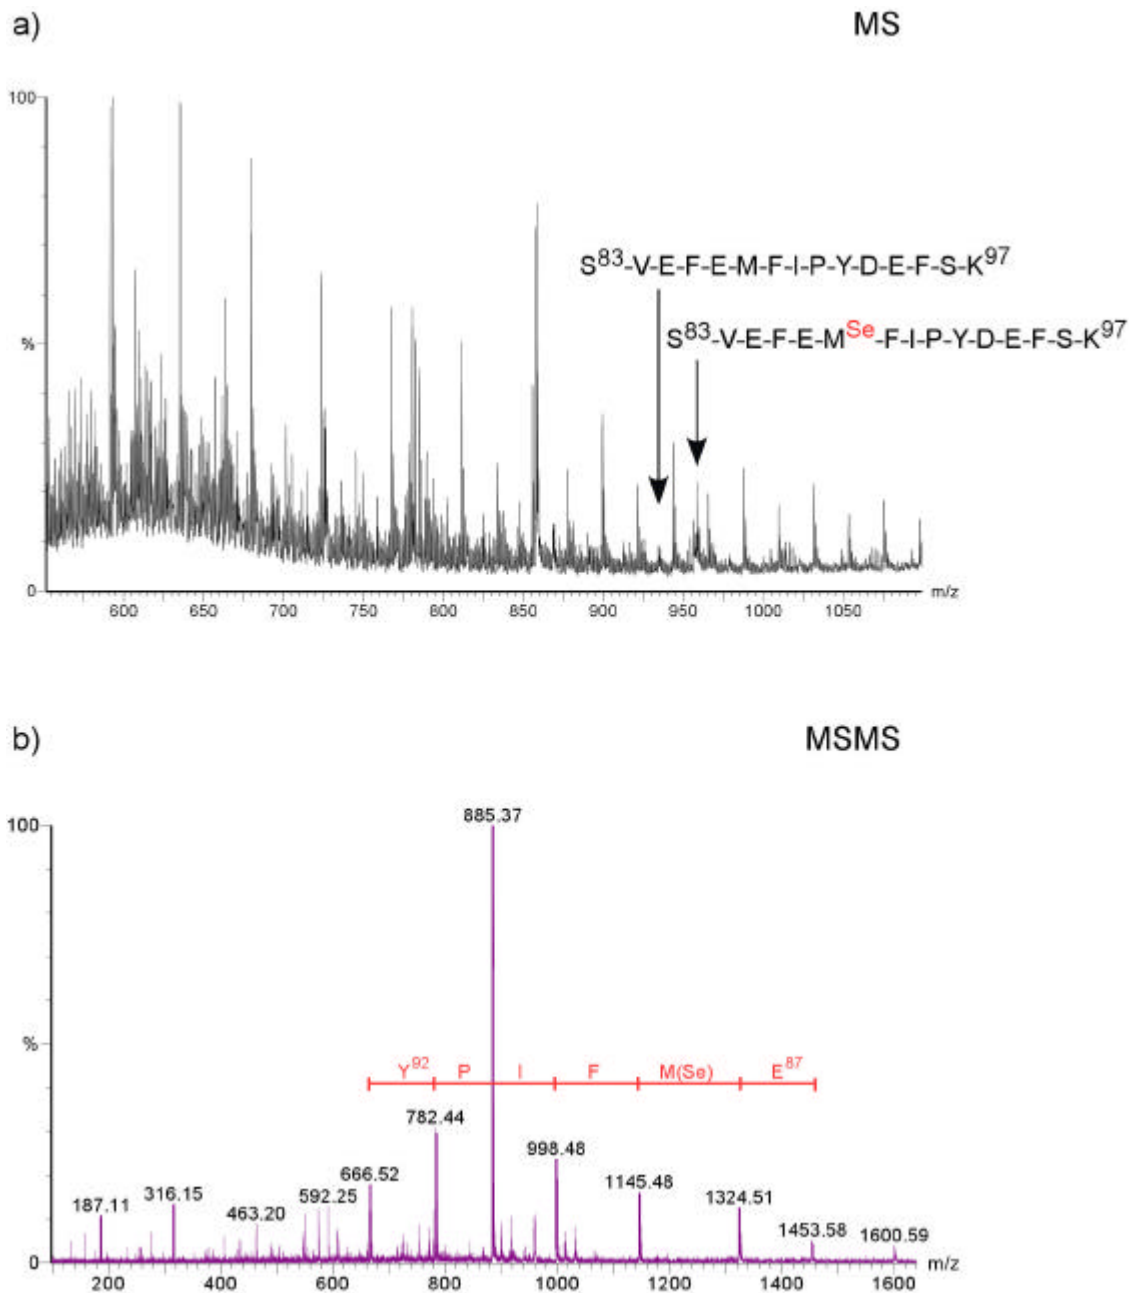 a) MS
100
%
0
S83-V-E-F-E-M-F-I-P-Y-D-E-F-S-K97
S83-V-E-F-E-MSe-F-I-P-Y-D-E-F-S-K97
600 650 700 750 800 850 900 950 1000 1050 m/z
b) MSMS
100
%
0
885.37
Y92 P I F M(Se) E87
782.44
998.48
666.52
1145.48
1324.51
187.11 316.15 463.20 592.25
1453.58 1600.59
200 400 600 800 1000 1200 1400 1600 m/z